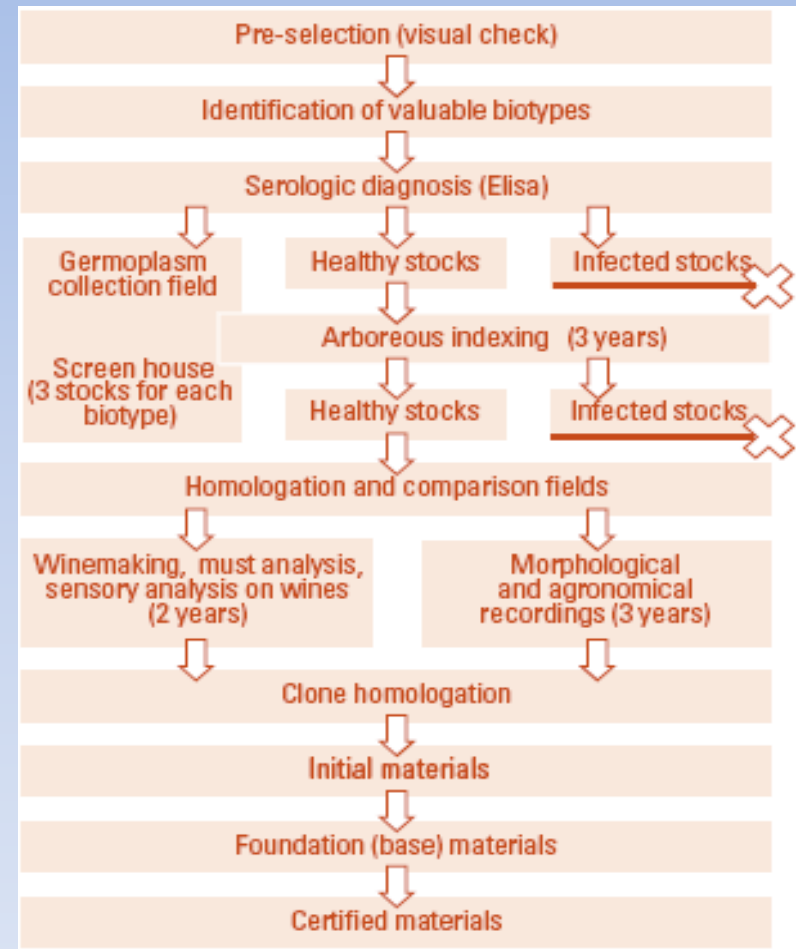 Pre-selection (visual check)
Identification of valuable biotypes
Serologic diagnosis (Elisa)
Germoplasm
collection field
Screen house
(3 stocks for each
biotype)
Healthy stocks
Infected stocks
Arboreous indexing (3 years)
Healthy stocks
Infected stocks
Homologation and comparison fields
Winemaking, must analysis,
sensory analysis on wines
(2 years)
Morphological
and agronomical
recordings (3 years)
Clone homologation
Initial materials
Foundation (base) materials
Certified materials